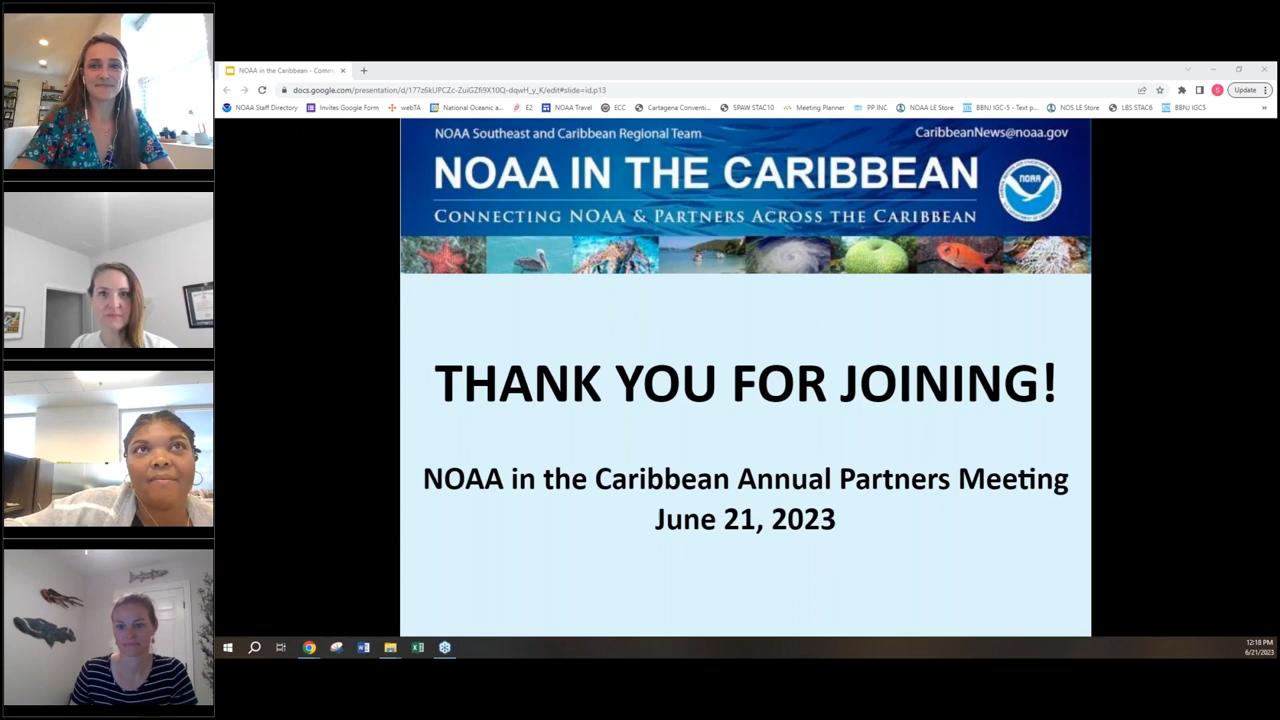 NOAA in the Caribbean - Comm
docs.google.com/presentation/d/177z6kUPCZc-ZuiGZfi9X10Q-dqwH_y_K/edit#slide=id.p13
Update
NOAA Staff Directory Invites Google Form webTA National Oceanic a... E2 NOAA Travel ECC Cartagena Conventi... SPAW STAC10 Meeting Planner PP INC NOAA LE Store BBNJ IGC-5 - Text p... NOS LE Store LBS STAC6 BBNJ IGC5
NOAA Southeast and Caribbean Regional Team CaribbeanNews@noaa.gov
NOAA IN THE CARIBBEAN
NOAA
CONNECTING NOAA & PARTNERS ACROSS THE CARIBBEAN
THANK YOU FOR JOINING!
NOAA in the Caribbean Annual Partners Meeting
June 21, 2023
12:18 PM
6/21/2023